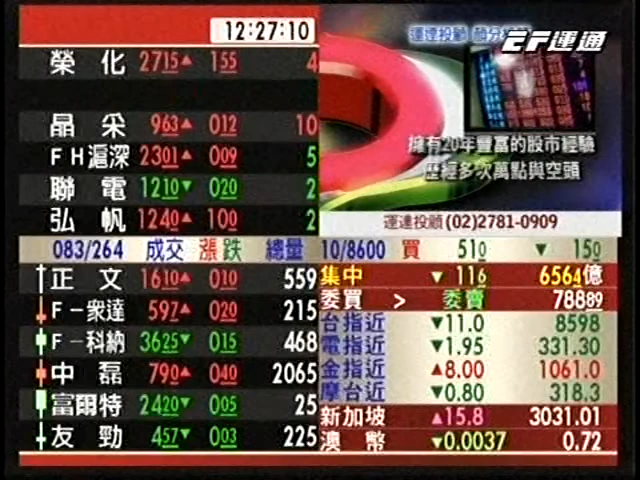 12:27:10
榮化 2715▲ 155 4
晶采 963▲ 012 10
FH滬深 2301▲ 009 5
聯電 1210▼ 020 2
弘帆 1240▲ 100 2
運達投顧
EF運通
擁有20年豐富的股市經驗
歷經多次萬點與空頭
運達投顧(02)2781-0909
083/264 成交 漲跌 總量
正文 1610▲ 010 559
F-眾達 597▲ 020 215
F-科納 3625▼ 015 468
中磊 790▲ 040 2065
富爾特 2420▼ 005 25
友勁 457▼ 003 225
10/8600 買 510 ▼ 150
集中 ▼ 116 6564億
委買 > 委賣 78889
台指近 ▼11.0 8598
電指近 ▼1.95 331.30
金指近 ▲8.00 1061.0
摩台近 ▼0.80 318.3
新加坡 ▲15.8 3031.01
澳幣 ▼0.0037 0.72